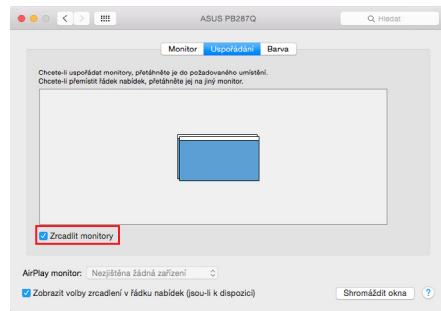 ASUS PB287Q
Hledat
Monitor Uspořádání Barva
Chcete-li uspořádat monitory, přetáhněte je do požadovaného umístění.
Chcete-li přemístit řádek nabídek, přetáhněte jej na jiný monitor.
Zrcadlit monitory
AirPlay monitor: Nezjištěna žádná zařízení
Zobrazit volby zrcadlení v řádku nabídek (jsou-li k dispozici)
Shromáždit okna ?